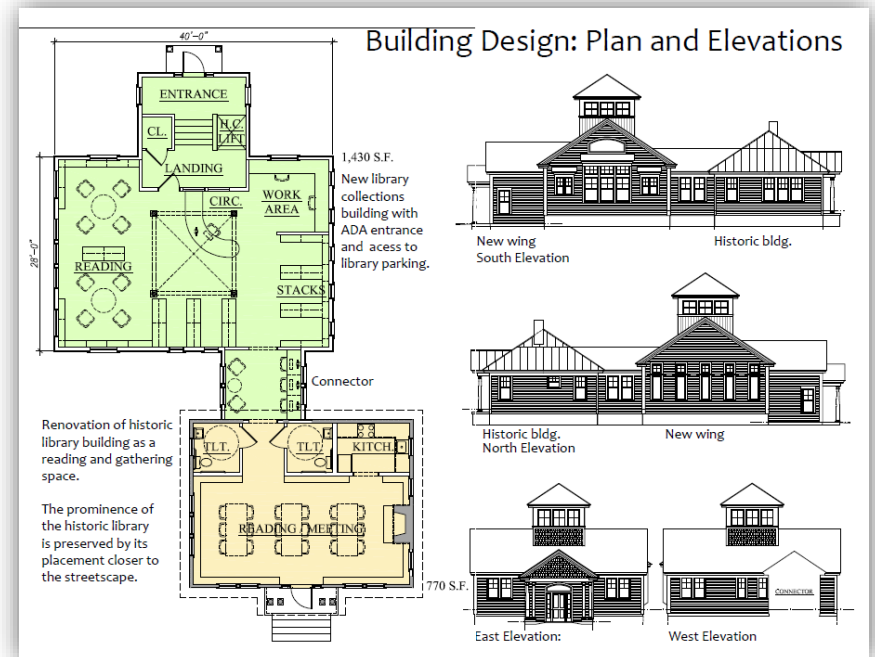 Building Design: Plan and Elevations
40'-0"
ENTRANCE
CL.
H.C.
LIFT
LANDING
1,430 S.F.
New library
collections
building with
ADA entrance
and acess to
library parking.
CIRC.
WORK
AREA
28'-0"
READING
STACKS
Connector
Renovation of historic
library building as a
reading and gathering
space.
The prominence of
the historic library
is preserved by its
placement closer to
the streetscape.
TLT.
TLT.
KITCH.
READING / MEETING
770 S.F.
New wing
South Elevation
Historic bldg.
Historic bldg.
North Elevation
New wing
East Elevation:
CONNECTOR
West Elevation